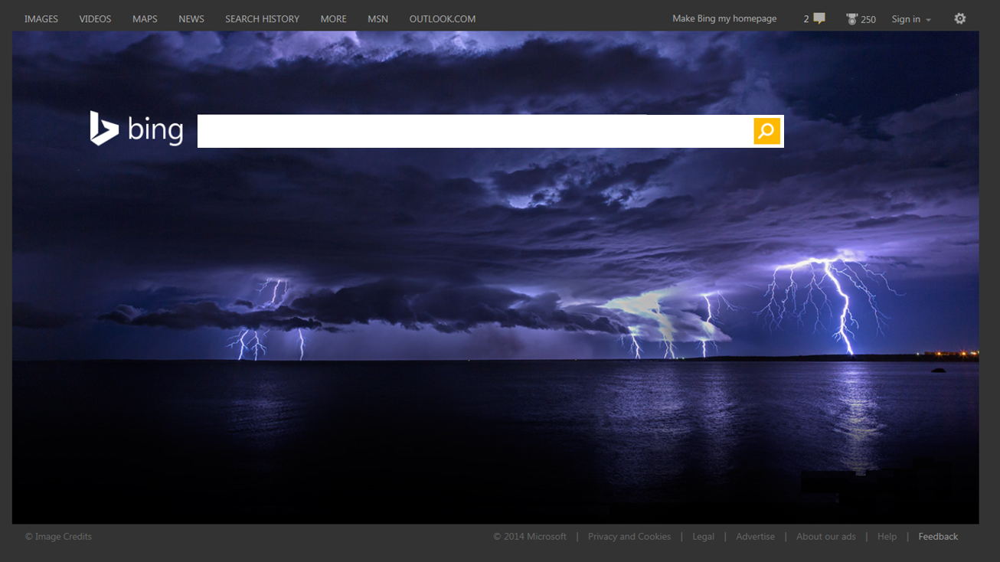 IMAGES VIDEOS MAPS NEWS SEARCH HISTORY MORE MSN OUTLOOK.COM Make Bing my homepage 2 250 Sign in
bing
© Image Credits © 2014 Microsoft | Privacy and Cookies | Legal | Advertise | About our ads | Help | Feedback